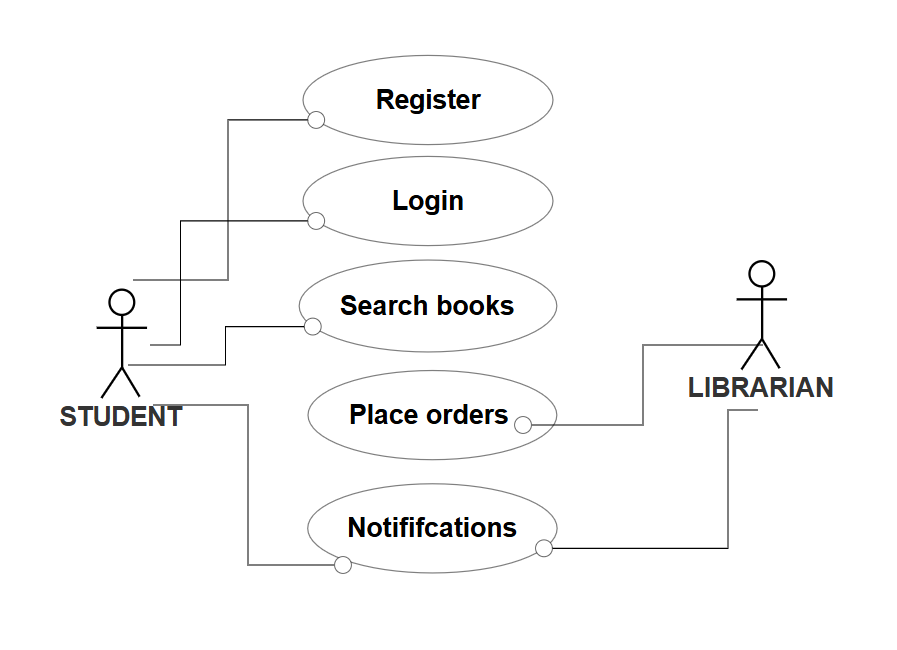 Register
Login
Search books
Place orders
Notififcations
STUDENT
LIBRARIAN